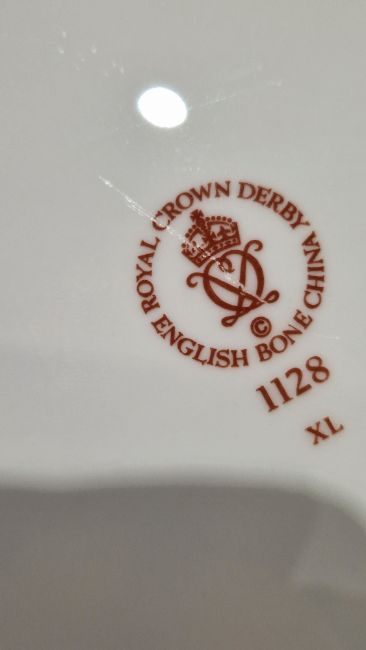 ROYAL CROWN DERBY
ENGLISH BONE CHINA
©
1128
XL